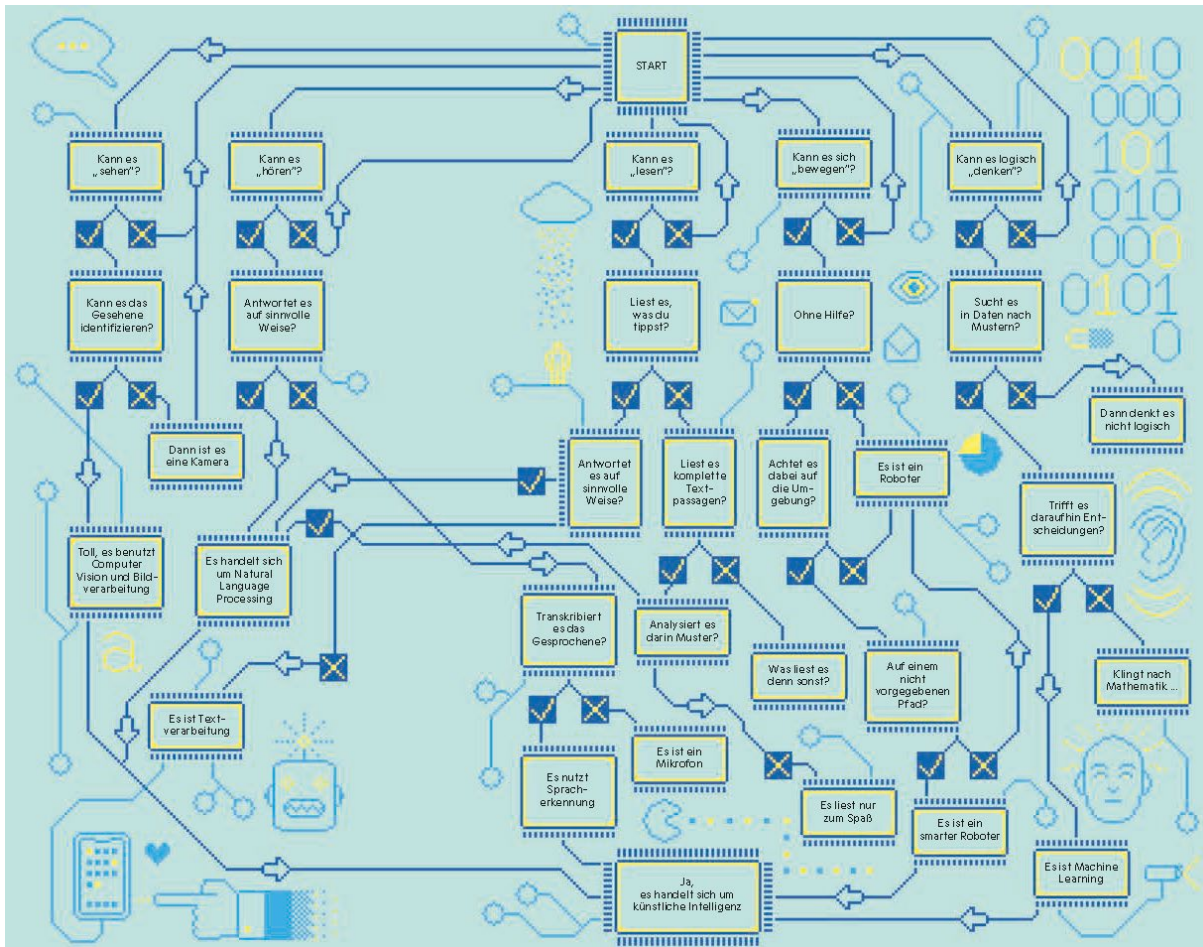 START
Kann es
„sehen“?
Kann es
„hören“?
Kann es
„lesen“?
Kann es sich
„bewegen“?
Kann es logisch
„denken“?
0010
000
101
010
000
0101
0
Kann es das
Gesehene
identifizieren?
Antwortet es
auf sinnvolle
Weise?
Liest es,
was du
tippst?
Ohne Hilfe?
Sucht es
in Daten nach
Mustern?
Dann ist es
eine Kamera
Antwortet
es auf
sinnvolle
Weise?
Liest es
komplette
Text-
passagen?
Achtet es
dabei auf
die Um-
gebung?
Es ist ein
Roboter
Dann denkt es
nicht logisch
Trifft es
daraufhin Ent-
scheidungen?
Toll, es benutzt
Computer
Vision und Bild-
verarbeitung
Es handelt sich
um Natural
Language
Processing
Transkribiert
es das
Gesprochene?
Analysiert es
darin Muster?
Was liest es
denn sonst?
Auf einem
nicht
vorgegebenen
Pfad?
Klingt nach
Mathematik ...
Es ist Text-
verarbeitung
Es nutzt
Sprach-
erkennung
Es ist ein
Mikrofon
Es liest nur
zum Spaß
Es ist ein
smarter Roboter
Es ist Machine
Learning
Ja,
es handelt sich um
künstliche Intelligenz